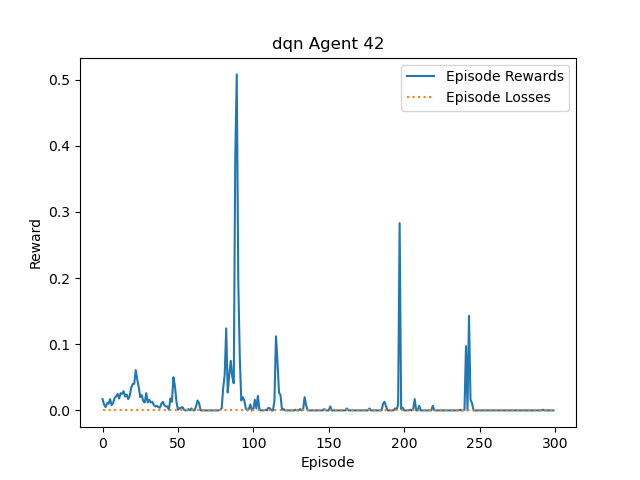 dqn Agent 42
Episode Rewards
Episode Losses
Reward
0.5
0.4
0.3
0.2
0.1
0.0
0 50 100 150 200 250 300
Episode